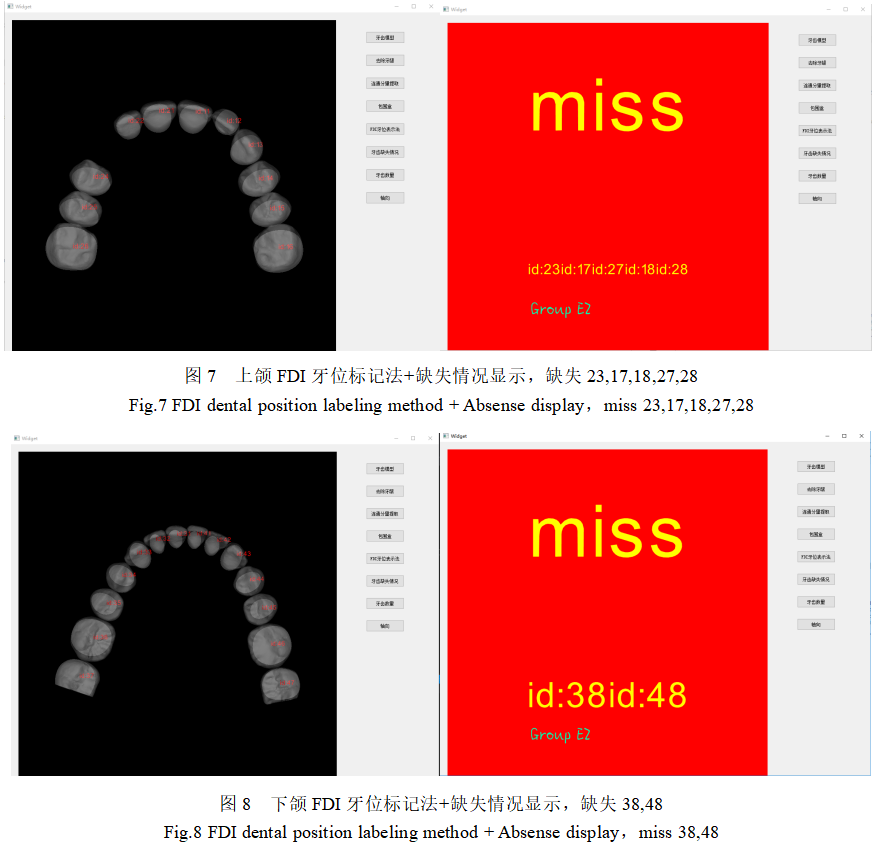 Widget
牙齿模型
去除牙龈
连通分量提取
包围盒
FDI牙位表示法
牙齿缺失情况
牙齿数量
轴向
Widget
miss
id:23id:17id:27id:18id:28
Group E2
牙齿模型
去除牙龈
连通分量提取
包围盒
FDI牙位表示法
牙齿缺失情况
牙齿数量
轴向
图 7 上颌 FDI 牙位标记法+缺失情况显示，缺失 23,17,18,27,28
Fig.7 FDI dental position labeling method + Absense display，miss 23,17,18,27,28
Widget
牙齿模型
去除牙龈
连通分量提取
包围盒
FDI牙位表示法
牙齿缺失情况
牙齿数量
轴向
Widget
miss
id:38id:48
Group E2
牙齿模型
去除牙龈
连通分量提取
包围盒
FDI牙位表示法
牙齿缺失情况
牙齿数量
轴向
图 8 下颌 FDI 牙位标记法+缺失情况显示，缺失 38,48
Fig.8 FDI dental position labeling method + Absense display，miss 38,48